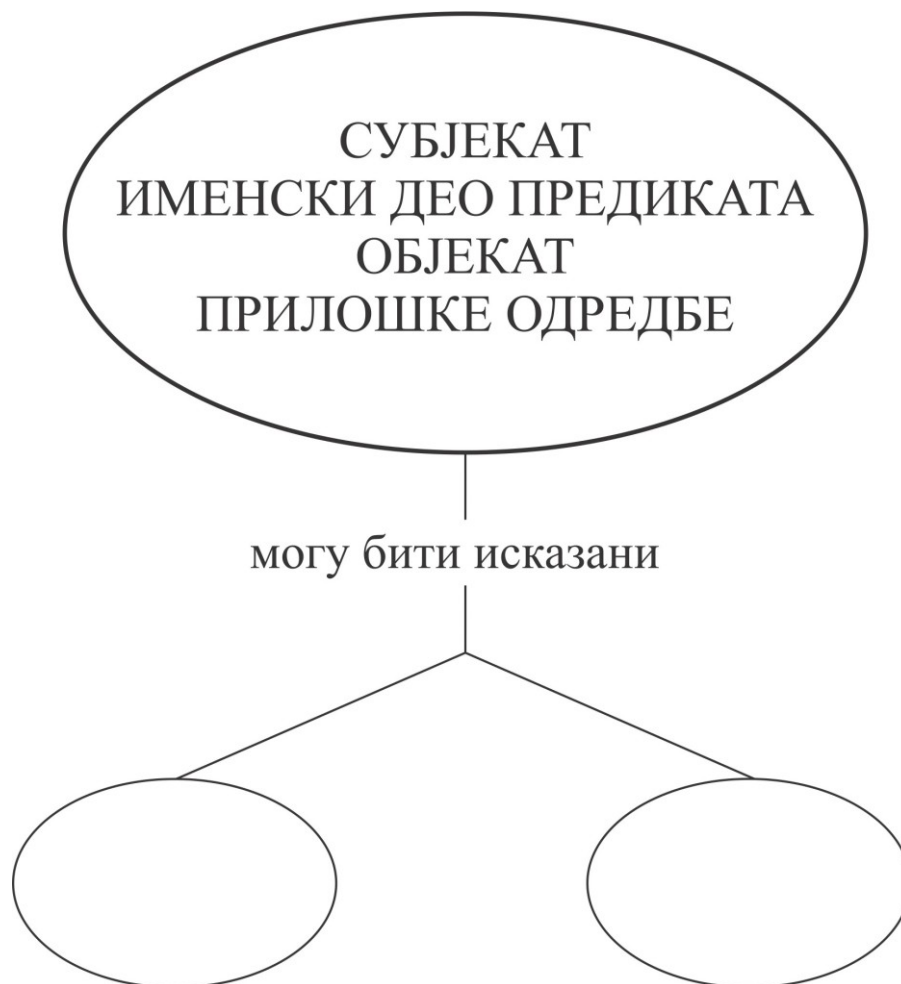 СУБЈЕКАТ
ИМЕНСКИ ДЕО ПРЕДИКАТА
ОБЈЕКАТ
ПРИЛОШКЕ ОДРЕДБЕ
могу бити исказани